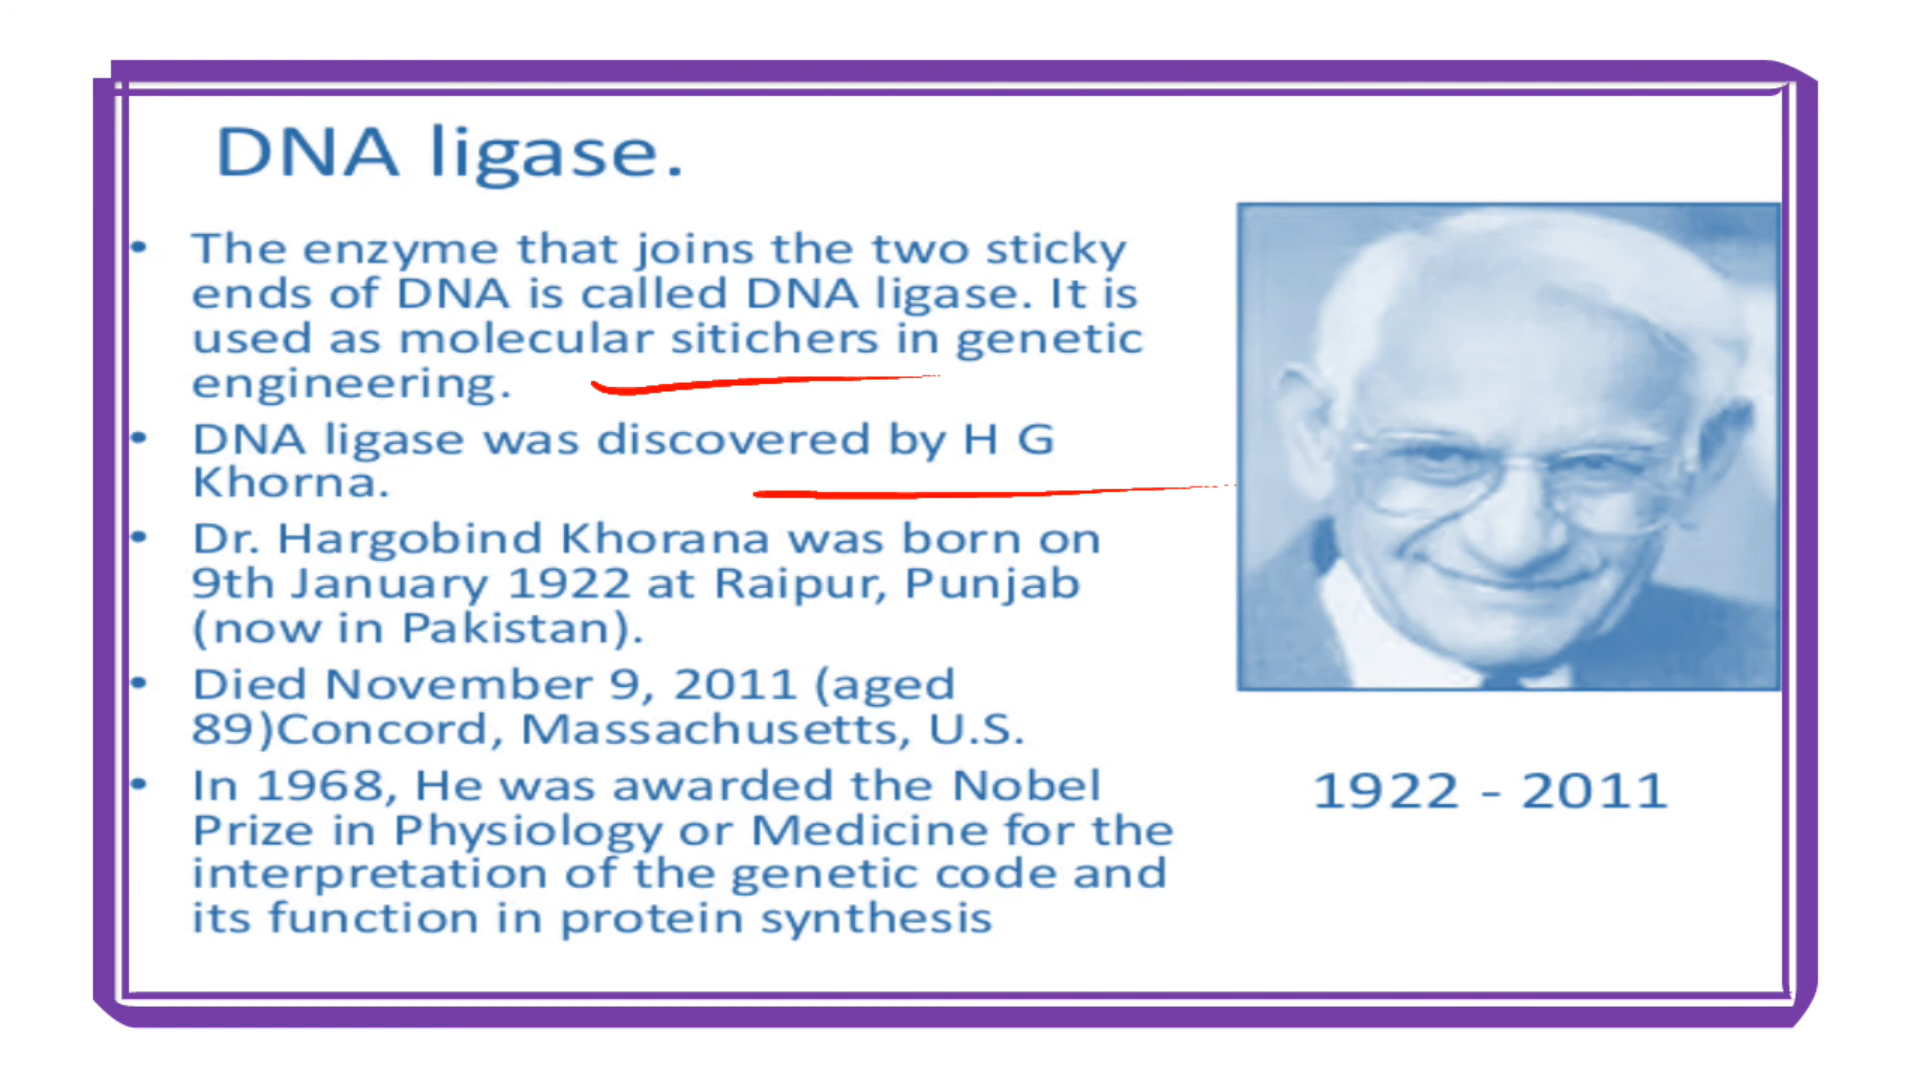 DNA ligase.
• The enzyme that joins the two sticky
ends of DNA is called DNA ligase. It is
used as molecular sitichers in genetic
engineering.
• DNA ligase was discovered by H G
Khorna.
• Dr. Hargobind Khorana was born on
9th January 1922 at Raipur, Punjab
(now in Pakistan).
• Died November 9, 2011 (aged
89)Concord, Massachusetts, U.S.
• In 1968, He was awarded the Nobel
Prize in Physiology or Medicine for the
interpretation of the genetic code and
its function in protein synthesis
1922 - 2011